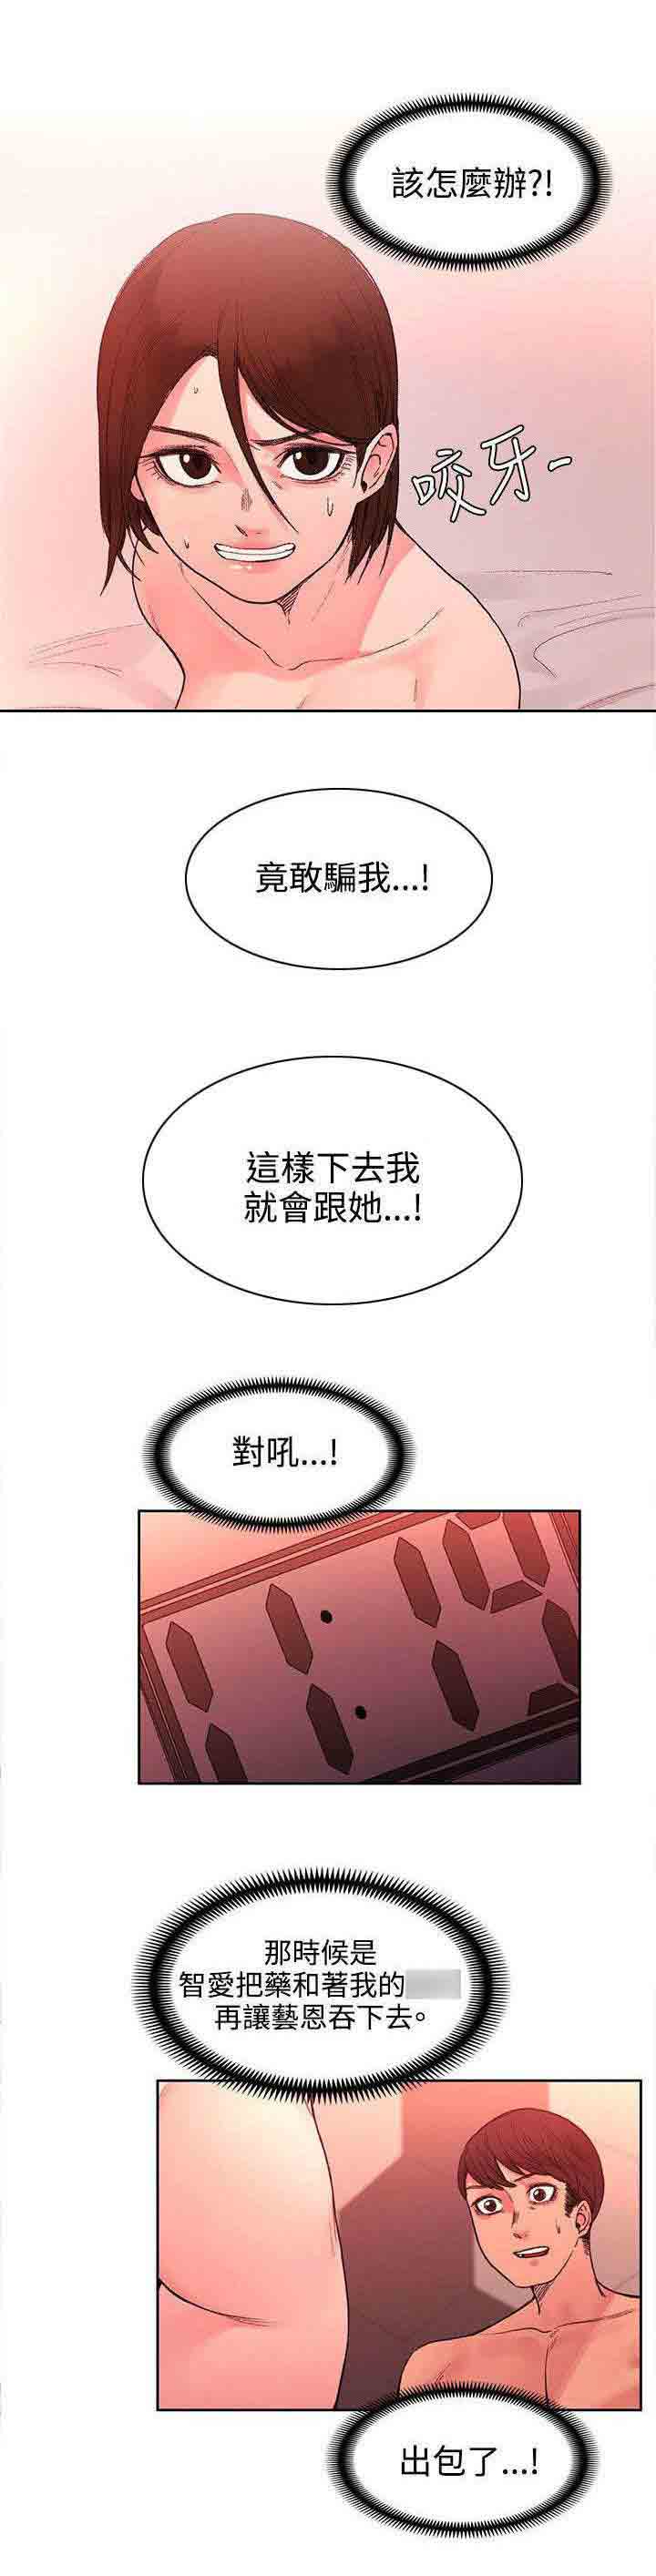 該怎麼辦?!
咬牙-
竟敢騙我...!
這樣下去我
就會跟她...!
對吼...!
那時候是
智愛把藥和著我的
再讓藝恩吞下去。
出包了...!